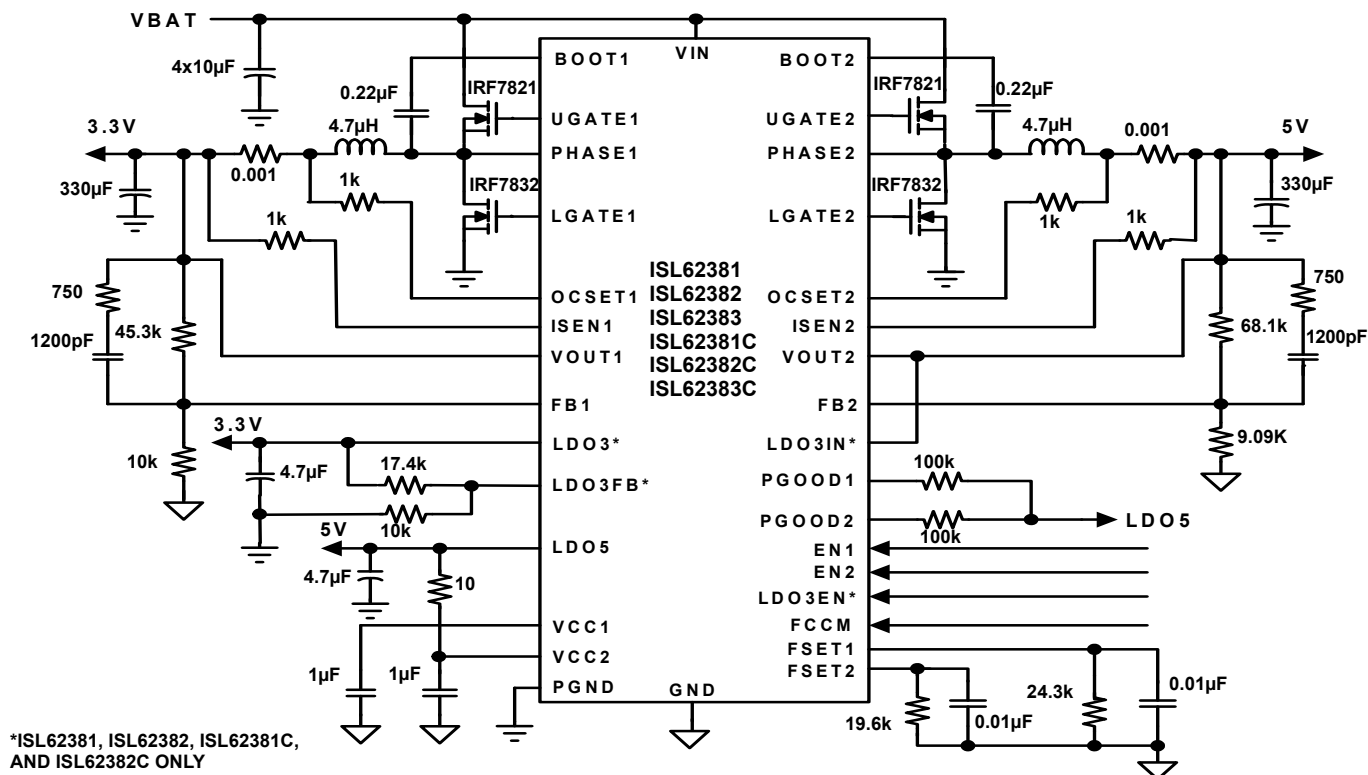 VBAT
4x10µF
3.3V
330µF
0.001
4.7µH
0.22µF
IRF7821
IRF7832
1k
1k
750
1200pF
45.3k
10k
3.3V
4.7µF
17.4k
10k
5V
4.7µF
10
1µF
1µF
VIN
BOOT1
UGATE1
PHASE1
LGATE1
OCSET1
ISEN1
VOUT1
FB1
LDO3*
LDO3FB*
LDO5
VCC1
VCC2
PGND
GND
ISL62381
ISL62382
ISL62383
ISL62381C
ISL62382C
ISL62383C
BOOT2
UGATE2
PHASE2
LGATE2
OCSET2
ISEN2
VOUT2
FB2
LDO3IN*
PGOOD1
PGOOD2
EN1
EN2
LDO3EN*
FCCM
FSET1
FSET2
IRF7821
0.22µF
4.7µH
0.001
5V
IRF7832
330µF
1k
1k
750
68.1k
1200pF
9.09K
100k
100k
LDO5
19.6k
0.01µF
24.3k
0.01µF
*ISL62381, ISL62382, ISL62381C,
AND ISL62382C ONLY